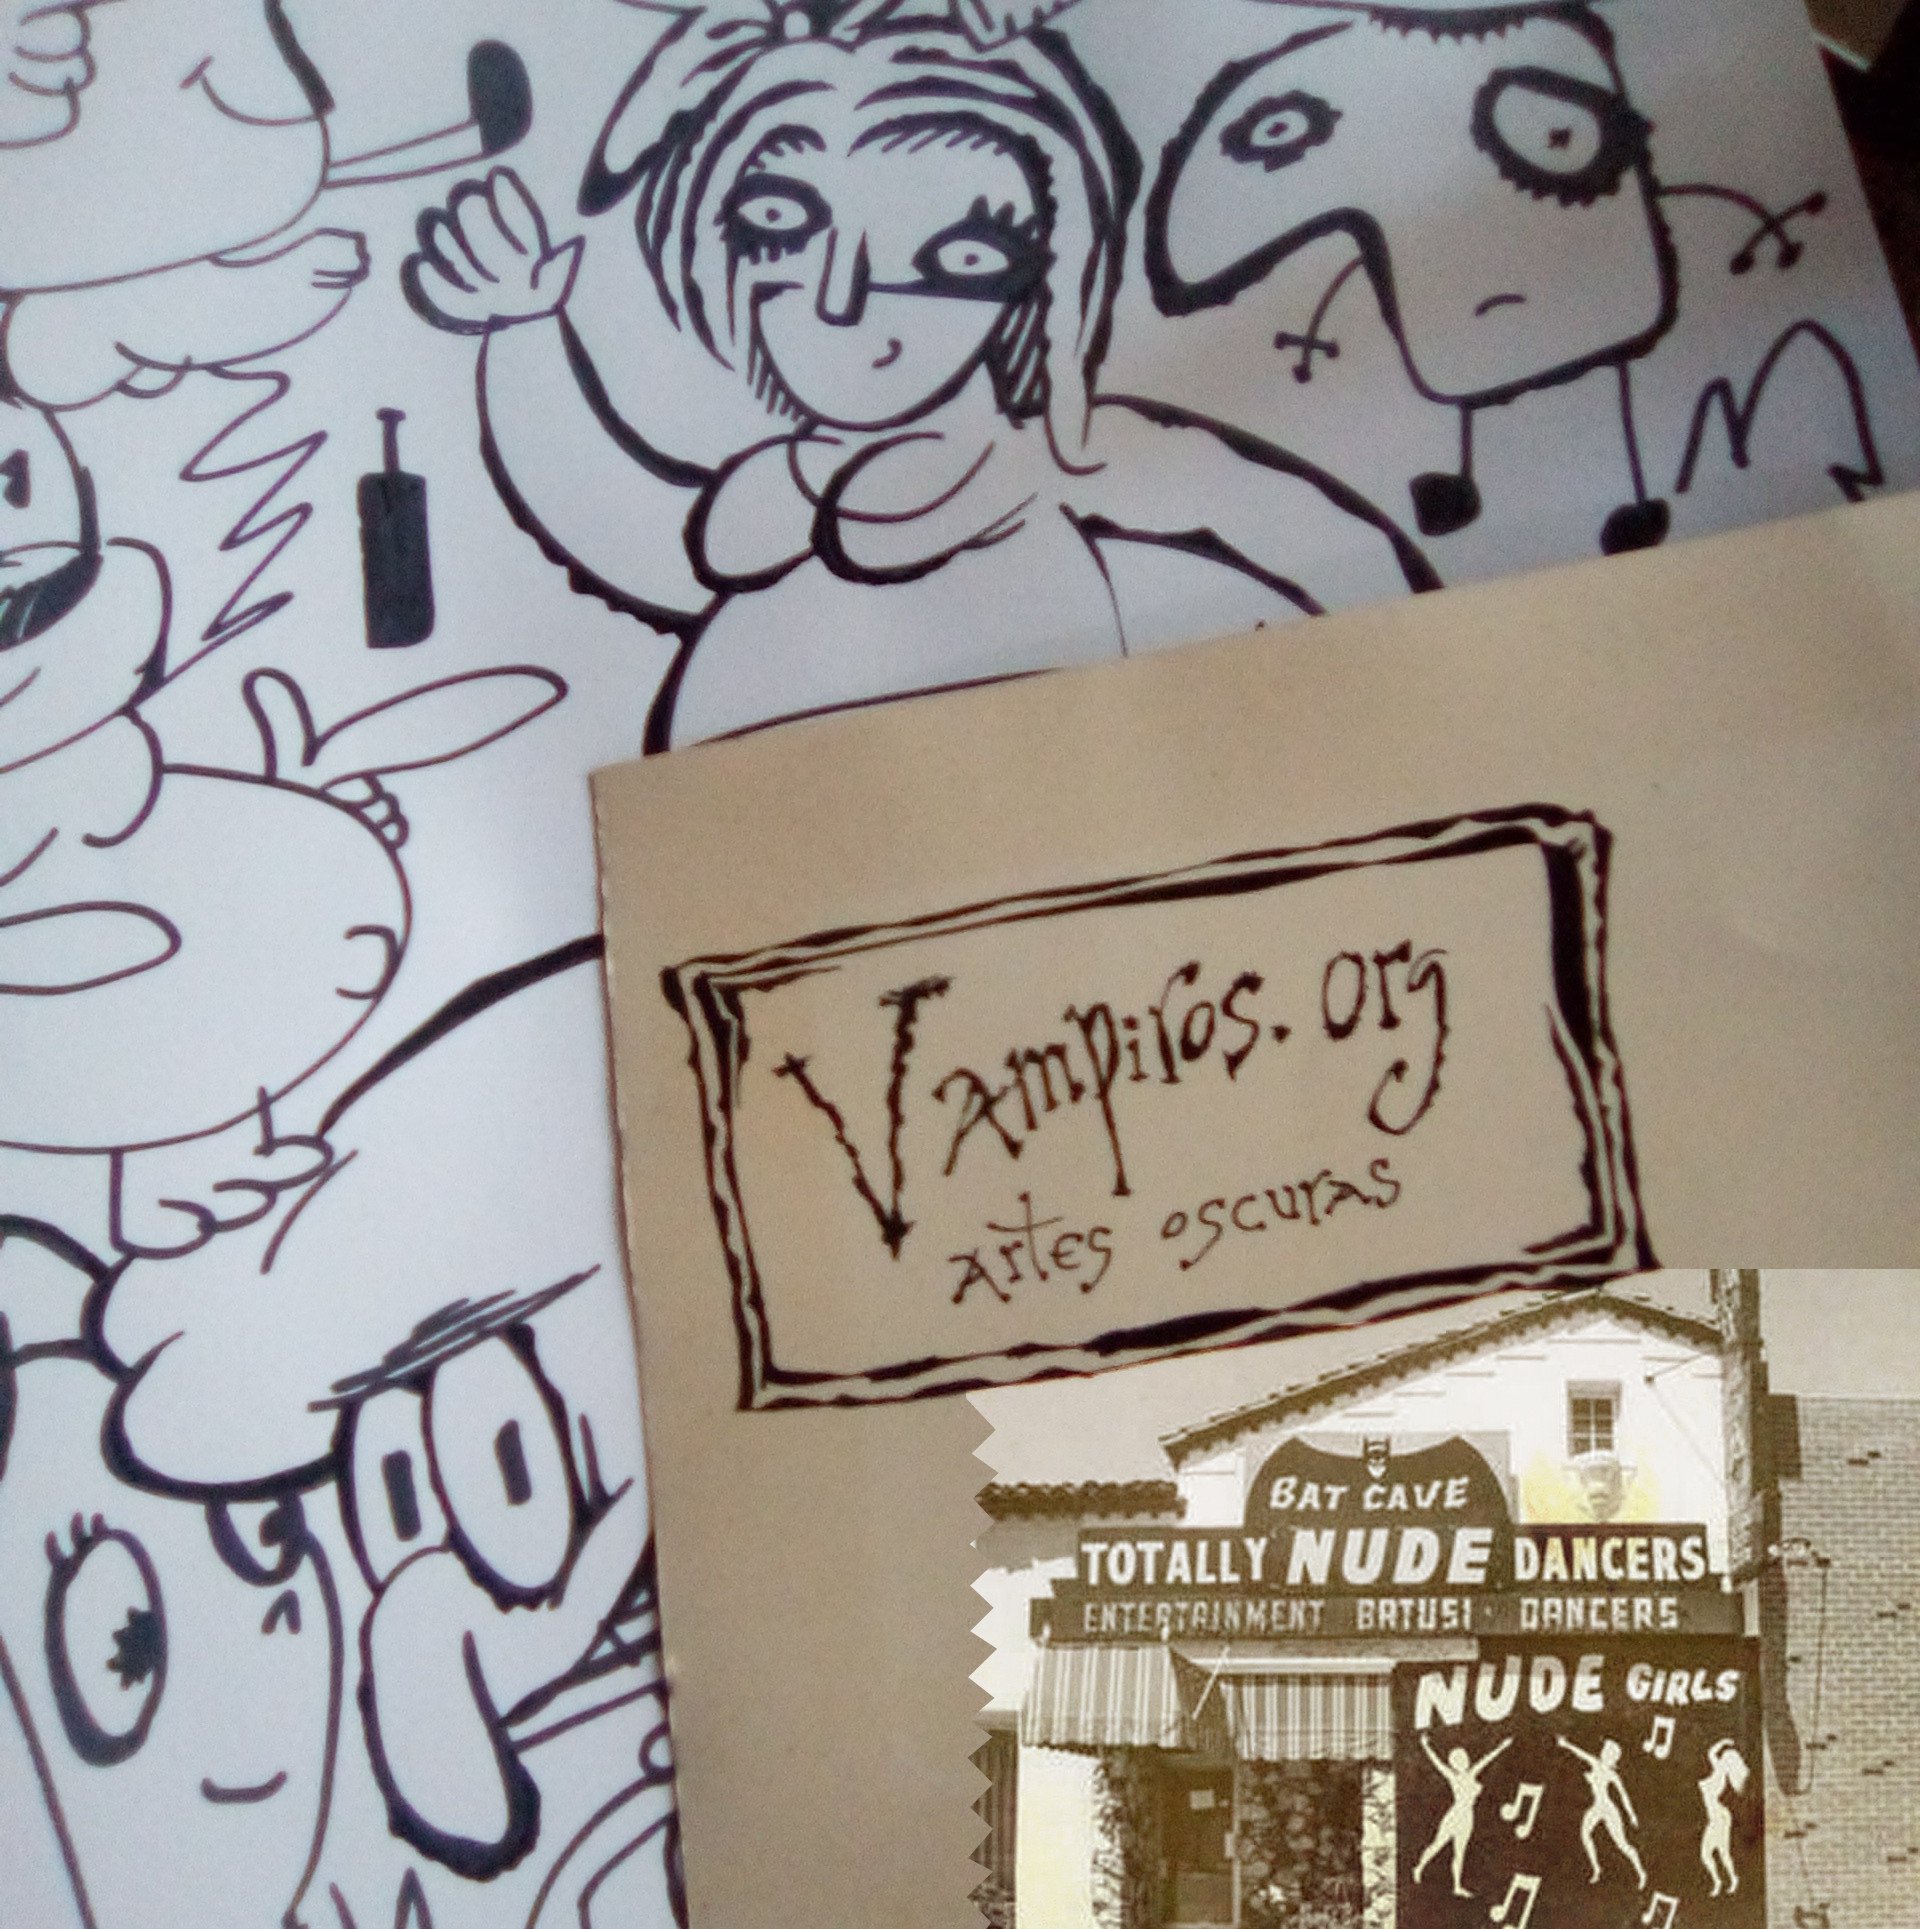 Vampiros.org
artes oscuras
BAT CAVE
TOTALLY NUDE DANCERS
ENTERTAINMENT BATUSI · DANCERS
NUDE GIRLS